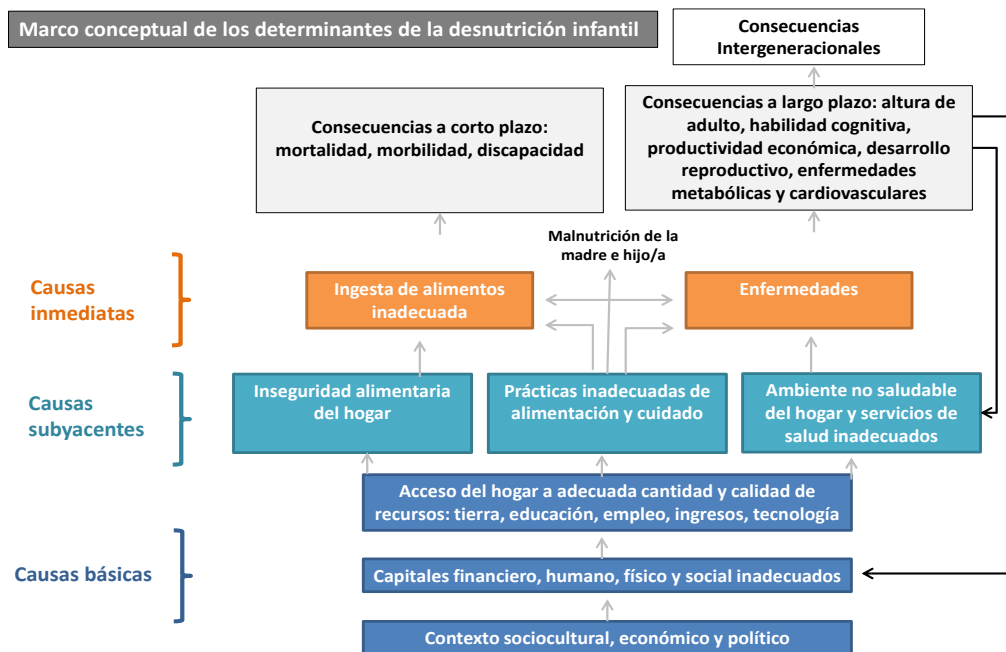 Marco conceptual de los determinantes de la desnutrición infantil
Consecuencias
Intergeneracionales
Consecuencias a corto plazo:
mortalidad, morbilidad, discapacidad
Consecuencias a largo plazo: altura de
adulto, habilidad cognitiva,
productividad económica, desarrollo
reproductivo, enfermedades
metabólicas y cardiovasculares
Malnutrición de la
madre e hijo/a
Causas
inmediatas
Ingesta de alimentos
inadecuada
Enfermedades
Causas
subyacentes
Inseguridad alimentaria
del hogar
Prácticas inadecuadas de
alimentación y cuidado
Ambiente no saludable
del hogar y servicios de
salud inadecuados
Acceso del hogar a adecuada cantidad y calidad de
recursos: tierra, educación, empleo, ingresos, tecnología
Causas básicas
Capitales financiero, humano, físico y social inadecuados
Contexto sociocultural, económico y político